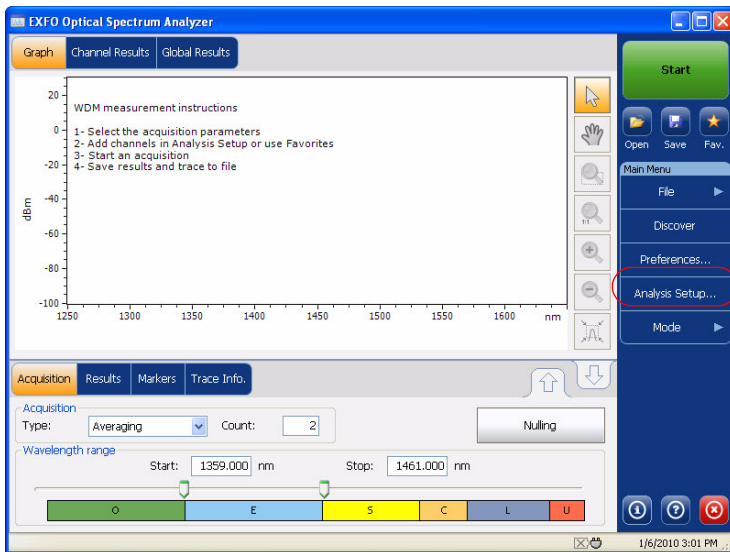 EXFO Optical Spectrum Analyzer
Graph Channel Results Global Results
Start
20
0
-20
-40
-60
-80
-100
dBm
WDM measurement instructions
1- Select the acquisition parameters
2- Add channels in Analysis Setup or use Favorites
3- Start an acquisition
4- Save results and trace to file
1250 1300 1350 1400 1450 1500 1550 1600 nm
1:1
Open Save Fav.
Main Menu
File
Discover
Preferences...
Analysis Setup...
Mode
Acquisition Results Markers Trace Info.
Acquisition
Type: Averaging Count: 2
Nulling
Wavelength range
Start: 1359.000 nm Stop: 1461.000 nm
O E S C L U
1/6/2010 3:01 PM